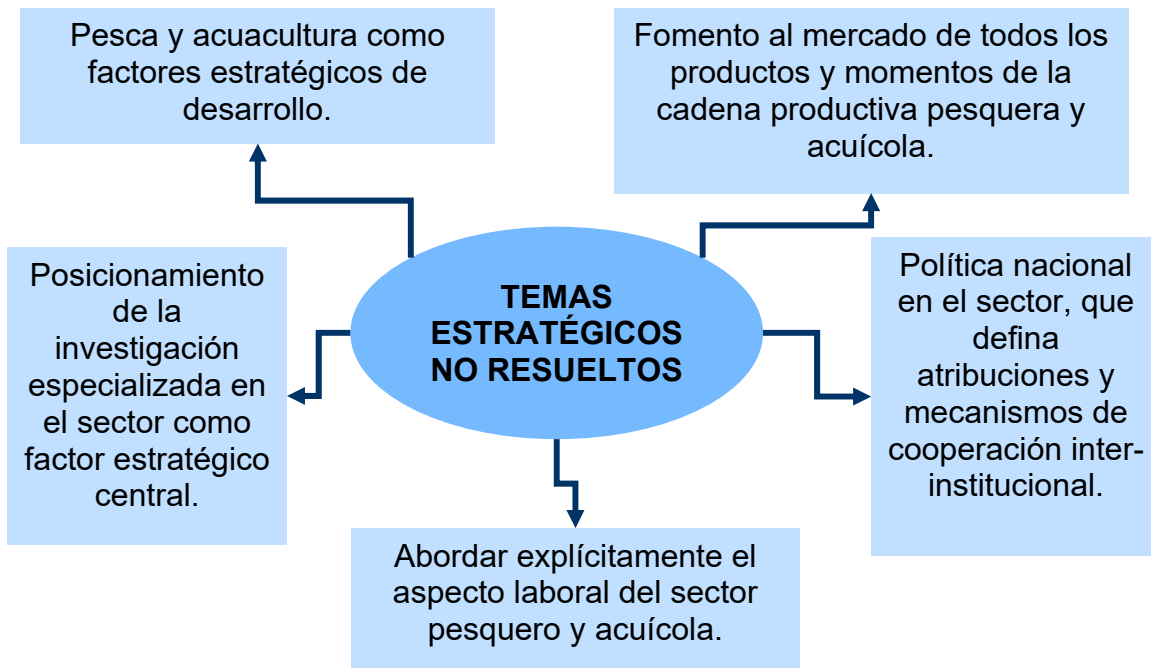 Pesca y acuacultura como
factores estratégicos de
desarrollo.
Fomento al mercado de todos los
productos y momentos de la
cadena productiva pesquera y
acuícola.
Posicionamiento
de la
investigación
especializada en
el sector como
factor estratégico
central.
TEMAS
ESTRATÉGICOS
NO RESUELTOS
Política nacional
en el sector, que
defina
atribuciones y
mecanismos de
cooperación inter-
institucional.
Abordar explícitamente el
aspecto laboral del sector
pesquero y acuícola.